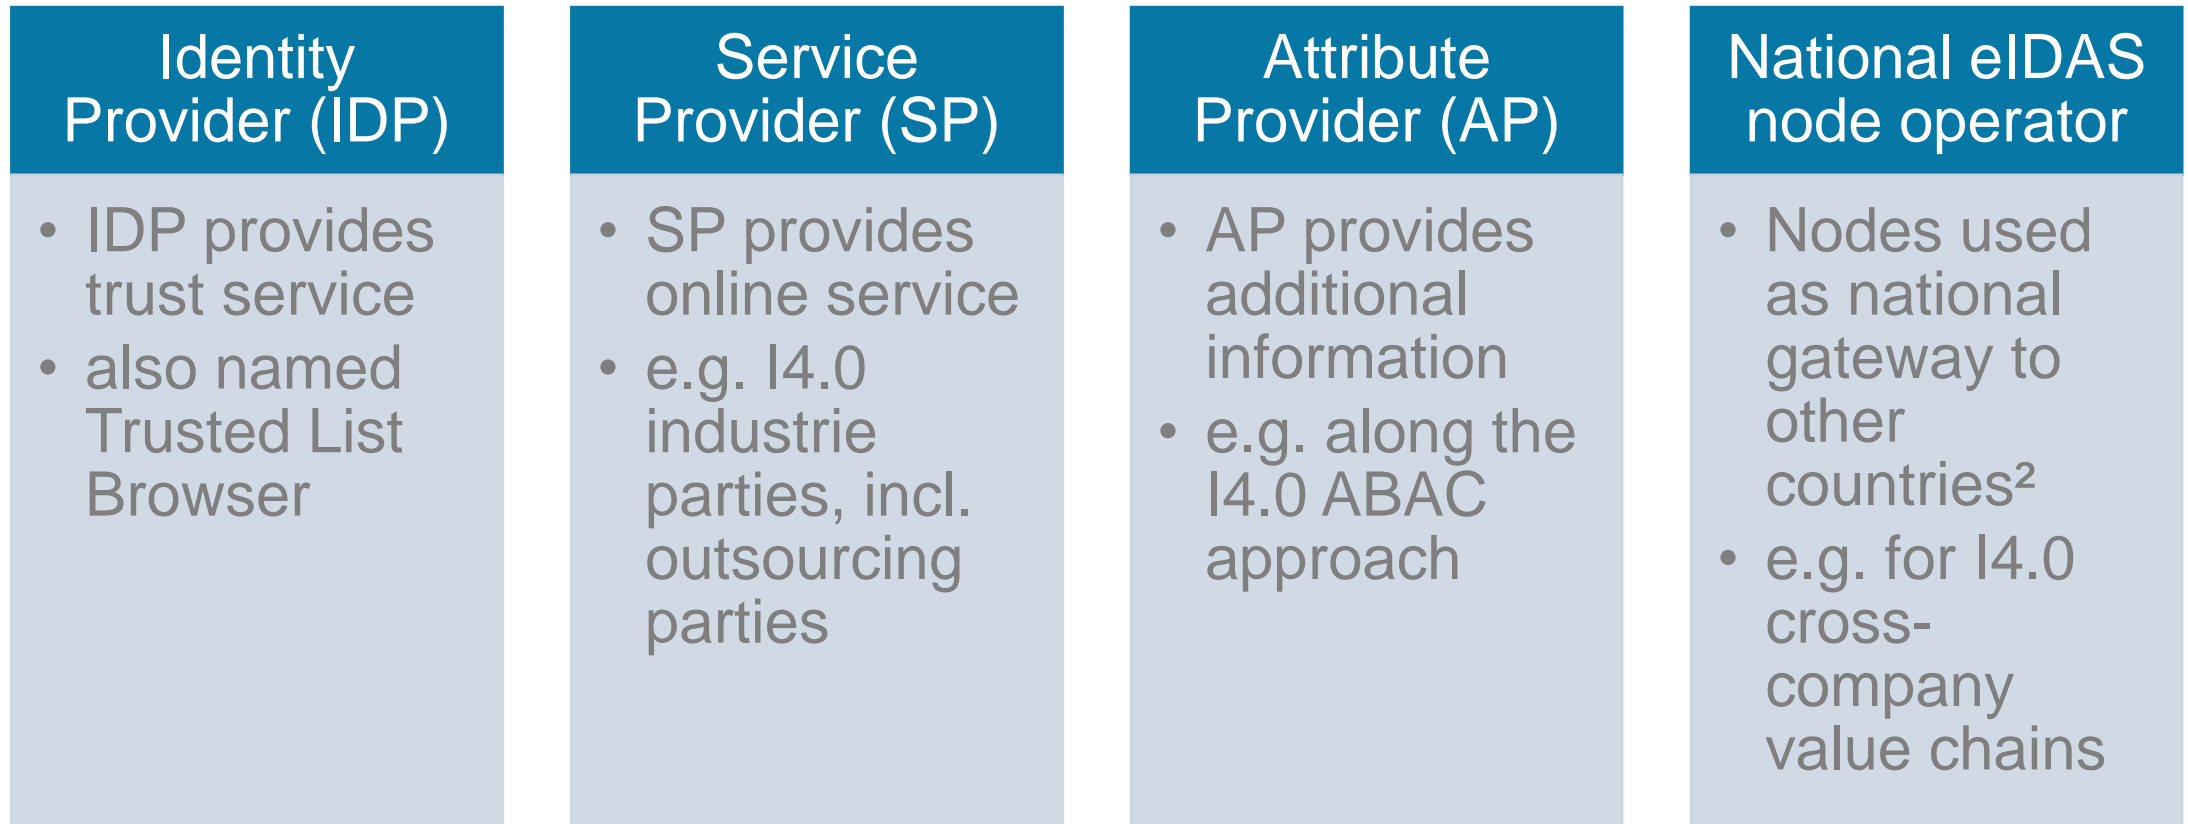 Identity
Provider (IDP)
• IDP provides
trust service
• also named
Trusted List
Browser
Service
Provider (SP)
• SP provides
online service
• e.g. I4.0
industrie
parties, incl.
outsourcing
parties
Attribute
Provider (AP)
• AP provides
additional
information
• e.g. along the
I4.0 ABAC
approach
National eIDAS
node operator
• Nodes used
as national
gateway to
other
countries²
• e.g. for I4.0
cross-
company
value chains